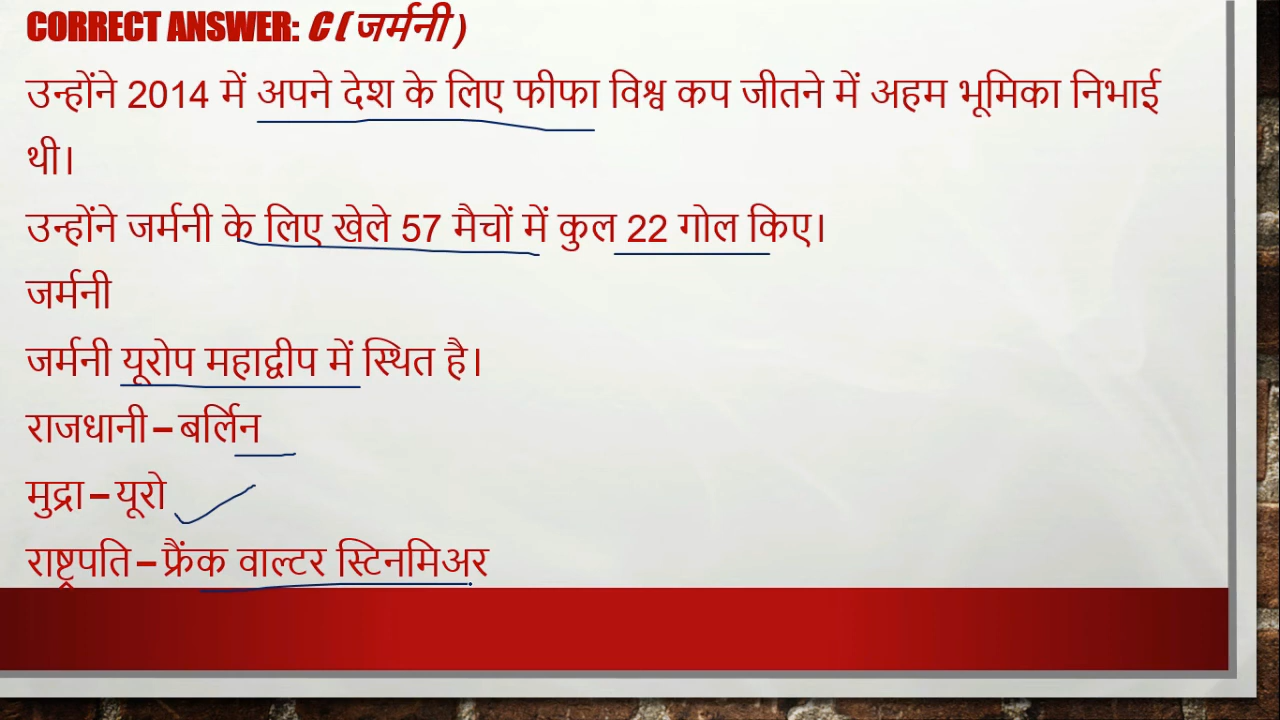 CORRECT ANSWER: C ( जर्मनी )
उन्होंने 2014 में अपने देश के लिए फीफा विश्व कप जीतने में अहम भूमिका निभाई
थी।
उन्होंने जर्मनी के लिए खेले 57 मैचों में कुल 22 गोल किए।
जर्मनी
जर्मनी यूरोप महाद्वीप में स्थित है।
राजधानी – बर्लिन
मुद्रा – यूरो
राष्ट्रपति – फ्रैंक वाल्टर स्टिनमिअर